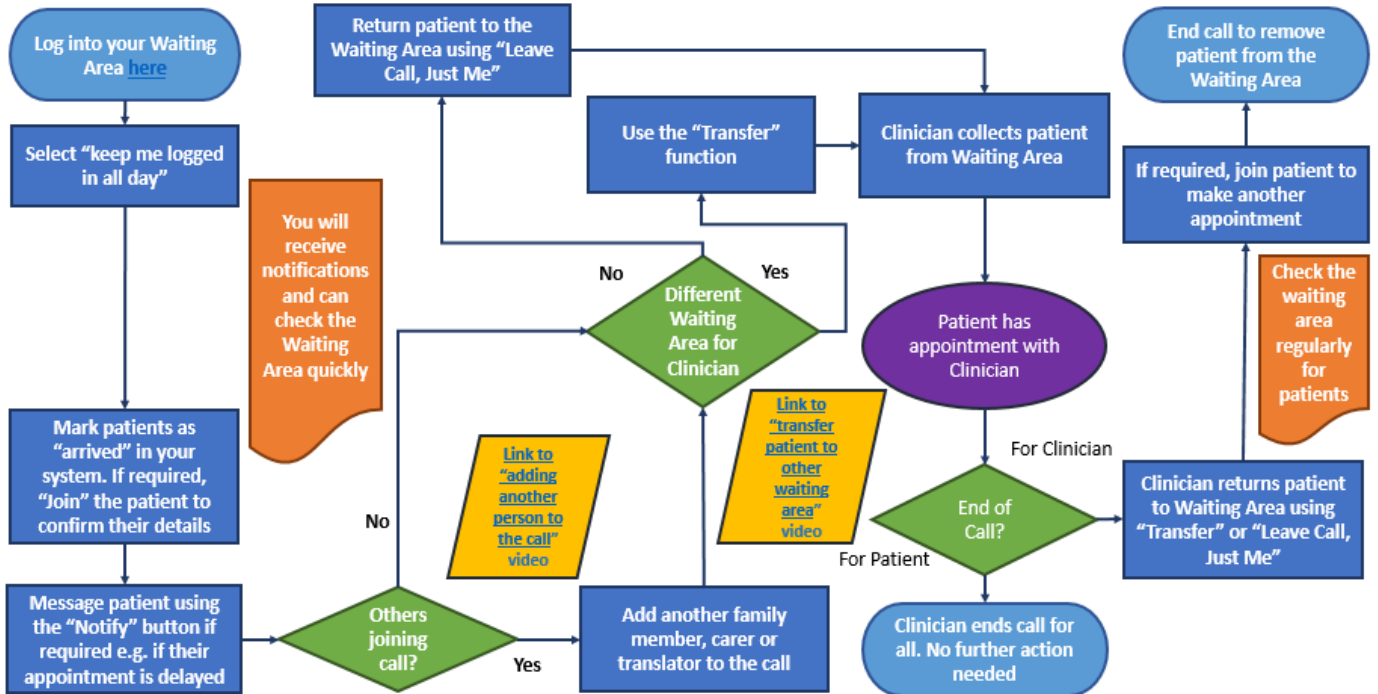 Log into your Waiting
Area here
Select “keep me logged
in all day”
You will
receive
notifications
and can
check the
Waiting
Area quickly
Mark patients as
“arrived” in your
system. If required,
“Join” the patient to
confirm their details
Message patient using
the “Notify” button if
required e.g. if their
appointment is delayed
Others
joining
call?
No
Yes
Link to
“adding
another
person to
the call”
video
Add another family
member, carer or
translator to the call
Different
Waiting
Area for
Clinician
No
Yes
Return patient to the
Waiting Area using “Leave
Call, Just Me”
Use the “Transfer”
function
Link to
“transfer
patient to
other
waiting
area”
video
Clinician collects patient
from Waiting Area
Patient has
appointment with
Clinician
End of
Call?
For Clinician
For Patient
Clinician ends call for
all. No further action
needed
Clinician returns patient
to Waiting Area using
“Transfer” or “Leave Call,
Just Me”
Check the
waiting
area
regularly
for
patients
If required, join patient to
make another
appointment
End call to remove
patient from the
Waiting Area